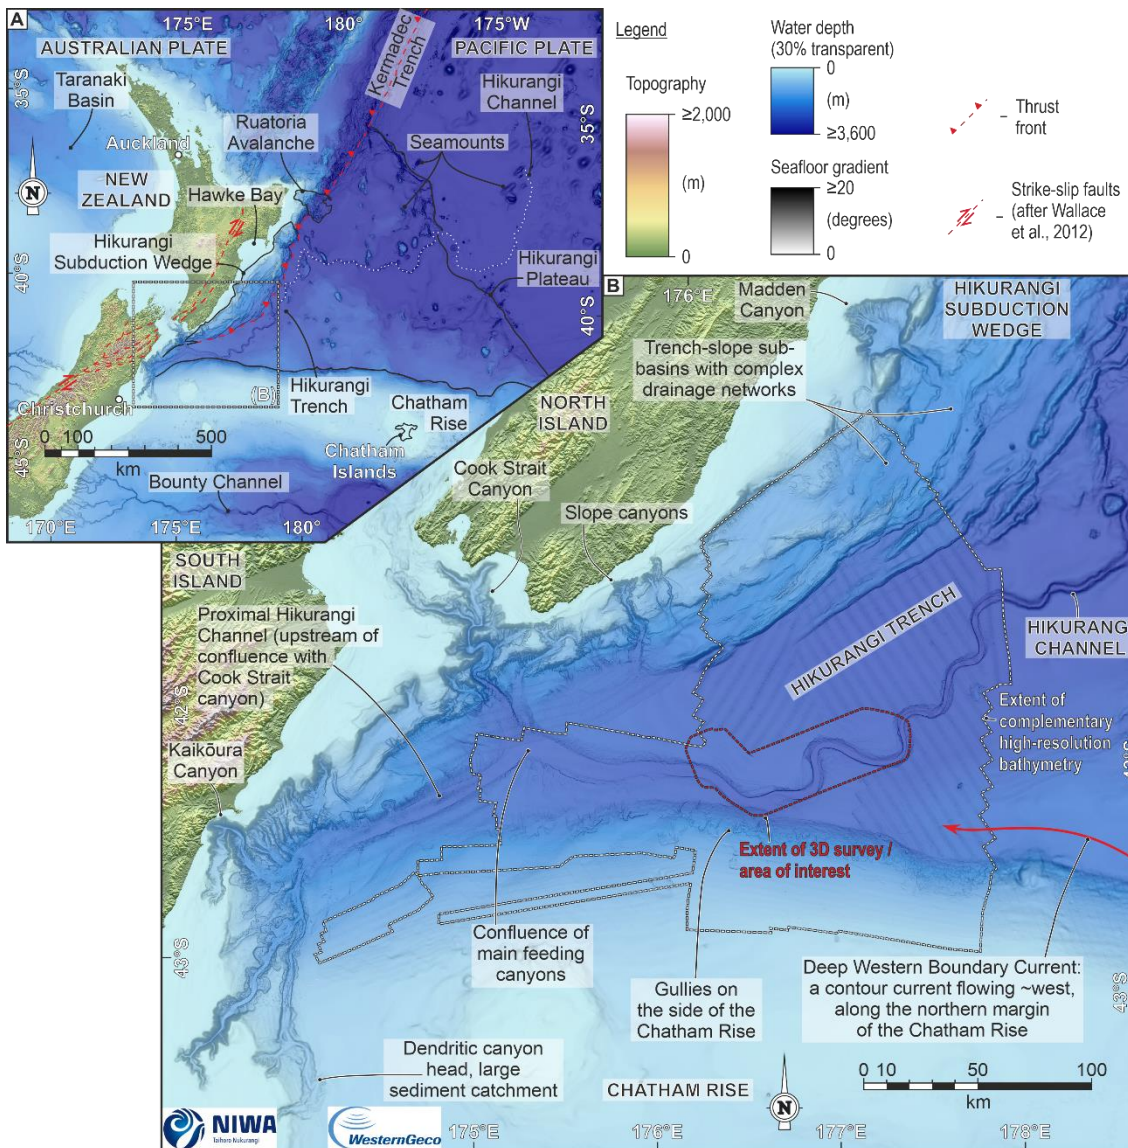 A
175°E
180°
175°W
AUSTRALIAN PLATE
PACIFIC PLATE
Taranaki
Basin
Kermadec
Trench
Hikurangi
Channel
35°S
35°S
Ruatoria
Avalanche
Seamounts
Auckland
N
NEW
ZEALAND
Hawke Bay
Hikurangi
Subduction Wedge
40°S
Hikurangi
Plateau
40°S
(B)
Hikurangi
Trench
Christchurch
Chatham
Rise
0 100 500
km
Chatham
Islands
45°S
Bounty Channel
170°E
175°E
180°
Legend
Topography
≥2,000
(m)
0
Water depth
(30% transparent)
0
(m)
≥3,600
Seafloor gradient
≥20
(degrees)
0
Thrust
front
Strike-slip faults
(after Wallace
et al., 2012)
B
176°E
Madden
Canyon
HIKURANGI
SUBDUCTION
WEDGE
Trench-slope sub-
basins with complex
drainage networks
NORTH
ISLAND
Cook Strait
Canyon
Slope canyons
SOUTH
ISLAND
Proximal Hikurangi
Channel (upstream of
confluence with
Cook Strait
canyon)
42°S
HIKURANGI TRENCH
HIKURANGI
CHANNEL
Extent of
complementary
high-resolution
bathymetry
Kaikōura
Canyon
Extent of 3D survey /
area of interest
43°S
Confluence of
main feeding
canyons
Gullies on
the side of the
Chatham Rise
Deep Western Boundary Current:
a contour current flowing ~west,
along the northern margin
of the Chatham Rise
43°S
Dendritic canyon
head, large
sediment catchment
CHATHAM RISE
N
0 10 50 100
km
NIWA
Taihoro Nukurangi
WesternGeco
175°E
176°E
177°E
178°E